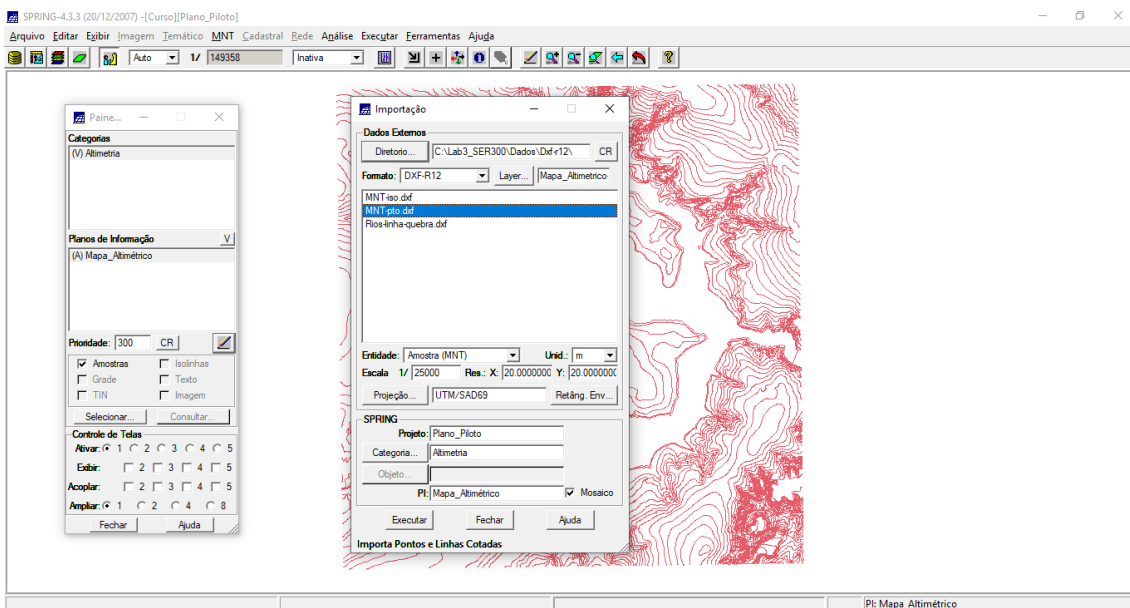 SPRING-4.3.3 (20/12/2007) -[Curso][Plano_Piloto]
Arquivo Editar Exibir Imagem Temático MNT Cadastral Rede Análise Executar Ferramentas Ajuda
Auto 1/ 149358 Inativa
Paine...
Categorias
(V) Altimetria
Planos de Informação V
(A) Mapa_Altimétrico
Prioridade: 300 CR
Amostras Isolinhas
Grade Texto
TIN Imagem
Selecionar... Consultar...
Controle de Telas
Ativar: 1 2 3 4 5
Exibir: 2 3 4 5
Acoplar: 2 3 4 5
Ampliar: 1 2 4 8
Fechar Ajuda
Importação
Dados Externos
Diretorio... C:\Lab3_SER300\Dados\Dxf-r12\ CR
Formato: DXF-R12 Layer... Mapa_Altimetrico
MNT-iso.dxf
MNT-pto.dxf
Rios-linha-quebra.dxf
Entidade: Amostra (MNT) Unid.: m
Escala 1/ 25000 Res.: X: 20.0000000 Y: 20.0000000
Projeção... UTM/SAD69 Retâng. Env...
SPRING
Projeto: Plano_Piloto
Categoria... Altimetria
Objeto...
PI: Mapa_Altimétrico Mosaico
Executar Fechar Ajuda
Importa Pontos e Linhas Cotadas
PI: Mapa_Altimétrico